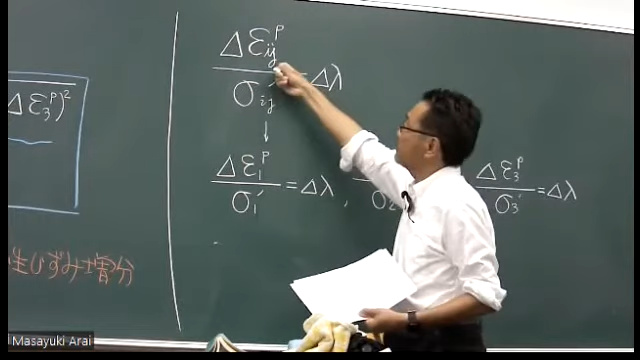 Δε₃ᵖ)²
性ひずみ増分
Δεᵢⱼᵖ / σᵢⱼ′ = Δλ
↓
Δε₁ᵖ / σ₁′ = Δλ , σ₂ Δε₃ᵖ / σ₃′ = Δλ
Masayuki Arai